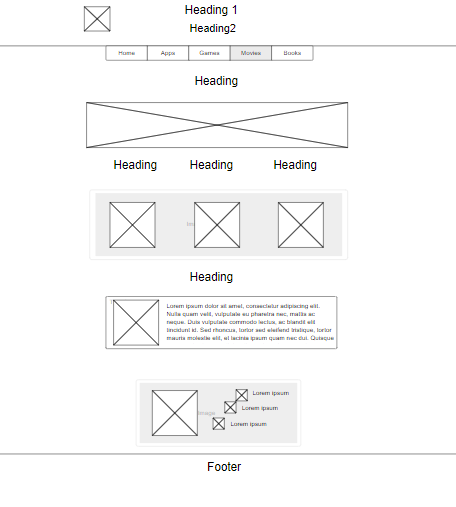 Heading 1
Heading2
Home Apps Games Movies Books
Heading
Heading Heading Heading
Heading
Lorem ipsum dolor sit amet, consectetur adipiscing elit.
Nulla quam velit, vulputate eu pharetra nec, mattis ac
neque. Duis vulputate commodo lectus, ac blandit elit
tincidunt id. Sed rhoncus, tortor sed eleifend tristique, tortor
mauris molestie elit, et lacinia ipsum quam nec dui. Quisque
Lorem ipsum
Image Lorem ipsum
Lorem ipsum
Footer